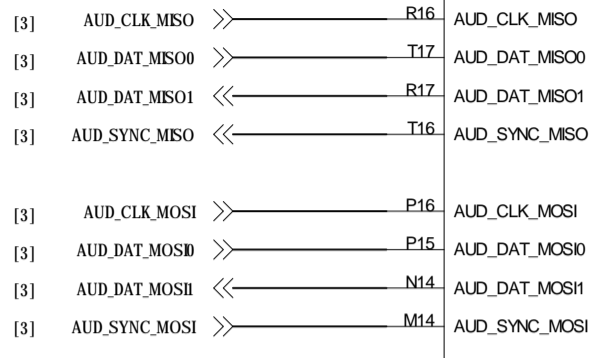 [3] AUD_CLK_MISO R16 AUD_CLK_MISO
[3] AUD_DAT_MISO0 T17 AUD_DAT_MISO0
[3] AUD_DAT_MISO1 R17 AUD_DAT_MISO1
[3] AUD_SYNC_MISO T16 AUD_SYNC_MISO
[3] AUD_CLK_MOSI P16 AUD_CLK_MOSI
[3] AUD_DAT_MOSI0 P15 AUD_DAT_MOSI0
[3] AUD_DAT_MOSI1 N14 AUD_DAT_MOSI1
[3] AUD_SYNC_MOSI M14 AUD_SYNC_MOSI